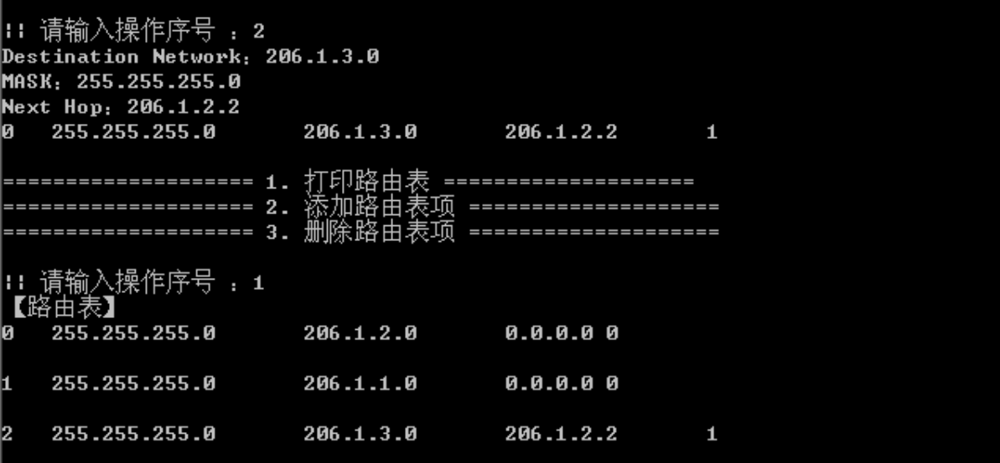 !! 请输入操作序号 : 2
Destination Network: 206.1.3.0
MASK: 255.255.255.0
Next Hop: 206.1.2.2
0 255.255.255.0 206.1.3.0 206.1.2.2 1
==================== 1. 打印路由表 ====================
==================== 2. 添加路由表项 ====================
==================== 3. 删除路由表项 ====================
!! 请输入操作序号 : 1
【路由表】
0 255.255.255.0 206.1.2.0 0.0.0.0 0
1 255.255.255.0 206.1.1.0 0.0.0.0 0
2 255.255.255.0 206.1.3.0 206.1.2.2 1